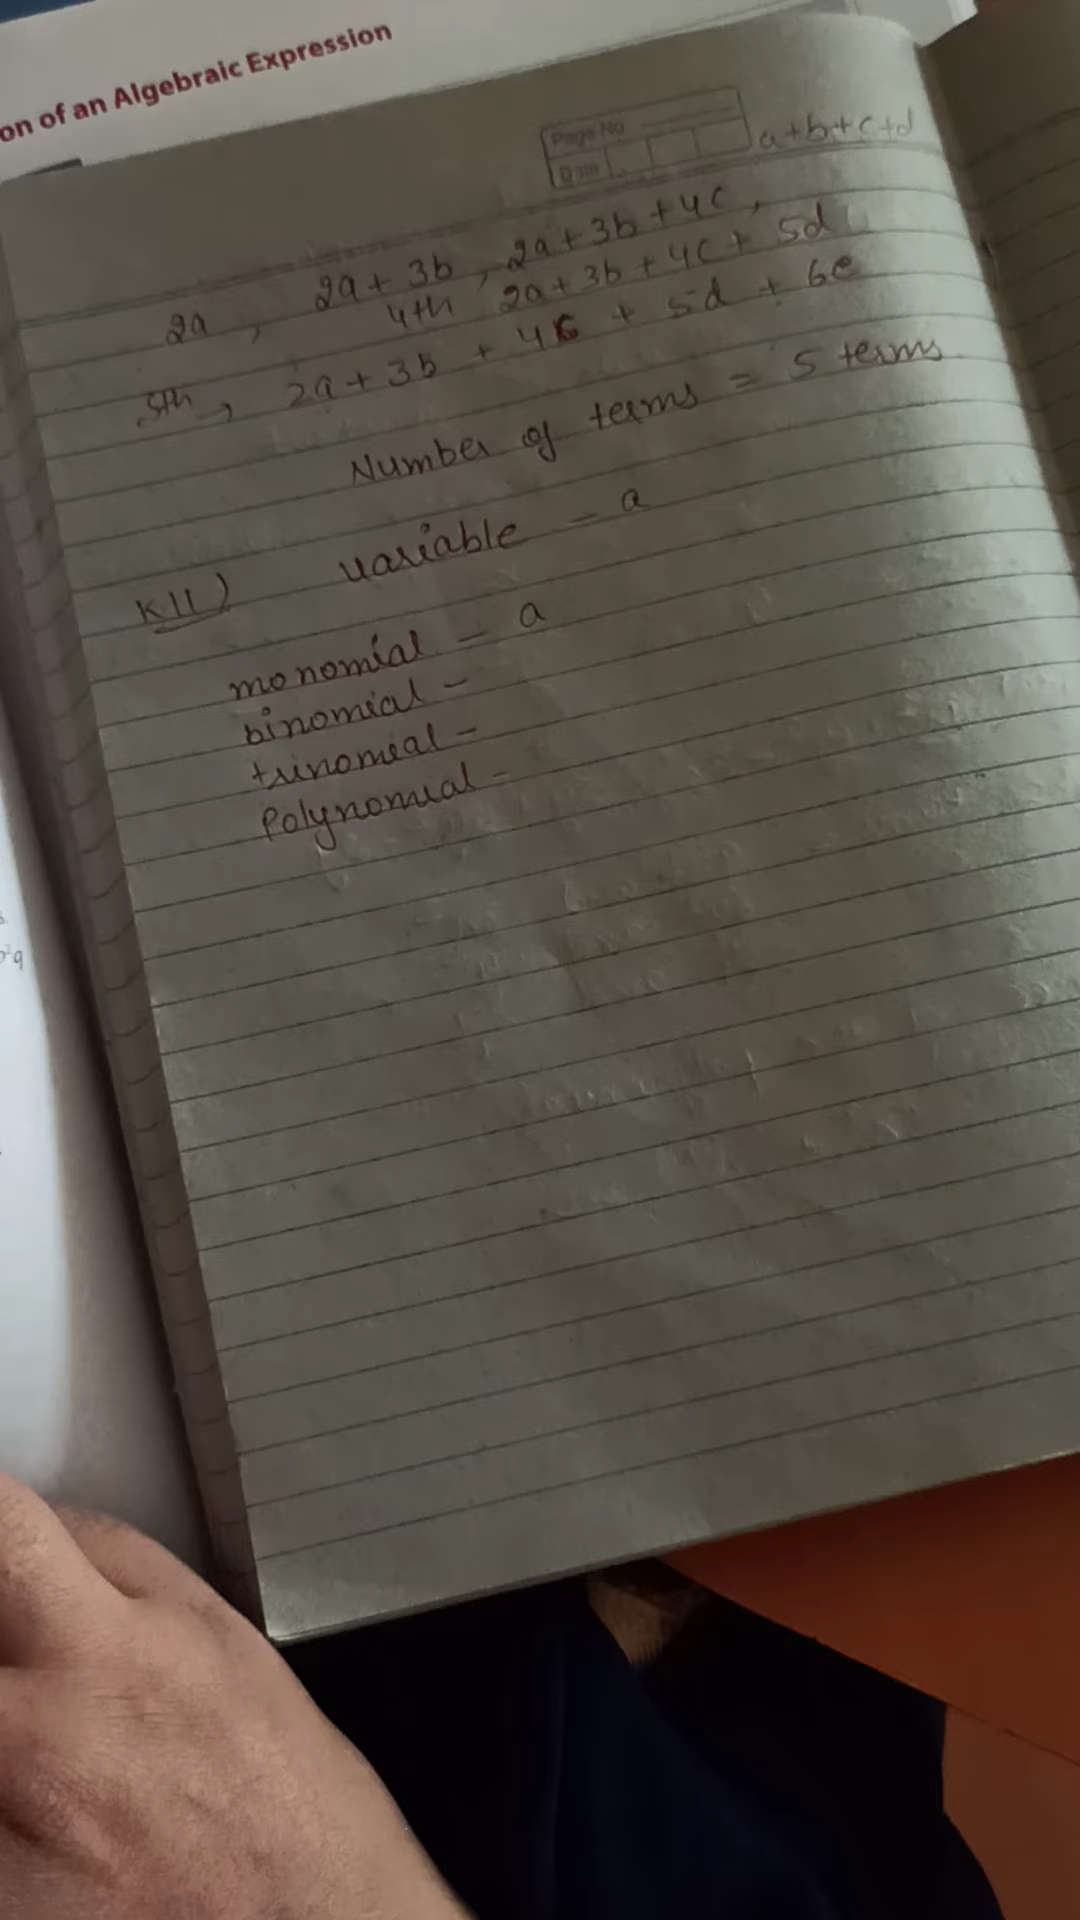 on of an Algebraic Expression
Page No
Date
a+b+c+d
2a, 2a + 3b, 2a + 3b + 4c,
4th 2a + 3b + 4c + 5d
5th, 2a + 3b + 4c + 5d + 6e
Number of terms = 5 terms
K11) variable - a
monomial - a
binomial -
trinomial -
Polynomial -